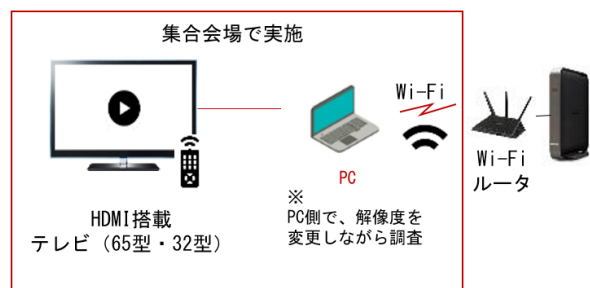 集合会場で実施
Wi-Fi
Wi-Fi
ルータ
PC
※
PC側で、解像度を
変更しながら調査
HDMI搭載
テレビ（65型・32型）